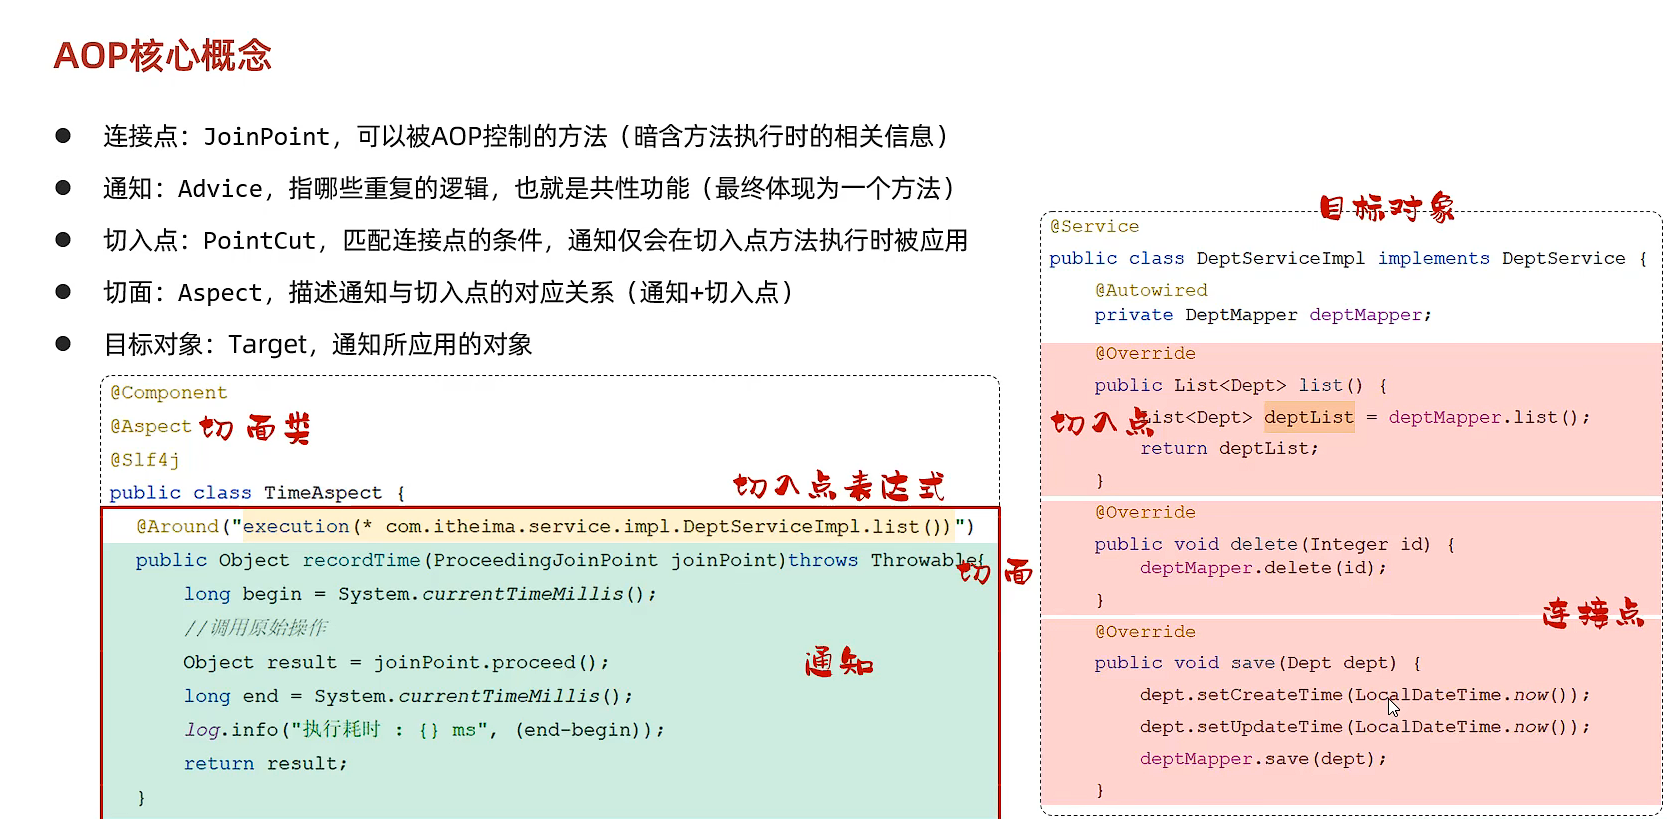 AOP核心概念
● 连接点：JoinPoint，可以被AOP控制的方法（暗含方法执行时的相关信息）
● 通知：Advice，指哪些重复的逻辑，也就是共性功能（最终体现为一个方法）
● 切入点：PointCut，匹配连接点的条件，通知仅会在切入点方法执行时被应用
● 切面：Aspect，描述通知与切入点的对应关系（通知+切入点）
● 目标对象：Target，通知所应用的对象
@Component
@Aspect 切面类
@Slf4j
public class TimeAspect {
切入点表达式
@Around("execution(* com.itheima.service.impl.DeptServiceImpl.list())")
public Object recordTime(ProceedingJoinPoint joinPoint)throws Throwable{
切面
long begin = System.currentTimeMillis();
//调用原始操作
Object result = joinPoint.proceed();
通知
long end = System.currentTimeMillis();
log.info("执行耗时 : {} ms", (end-begin));
return result;
}
目标对象
@Service
public class DeptServiceImpl implements DeptService {
@Autowired
private DeptMapper deptMapper;
@Override
public List<Dept> list() {
切入点
List<Dept> deptList = deptMapper.list();
return deptList;
}
@Override
public void delete(Integer id) {
deptMapper.delete(id);
}
连接点
@Override
public void save(Dept dept) {
dept.setCreateTime(LocalDateTime.now());
dept.setUpdateTime(LocalDateTime.now());
deptMapper.save(dept);
}